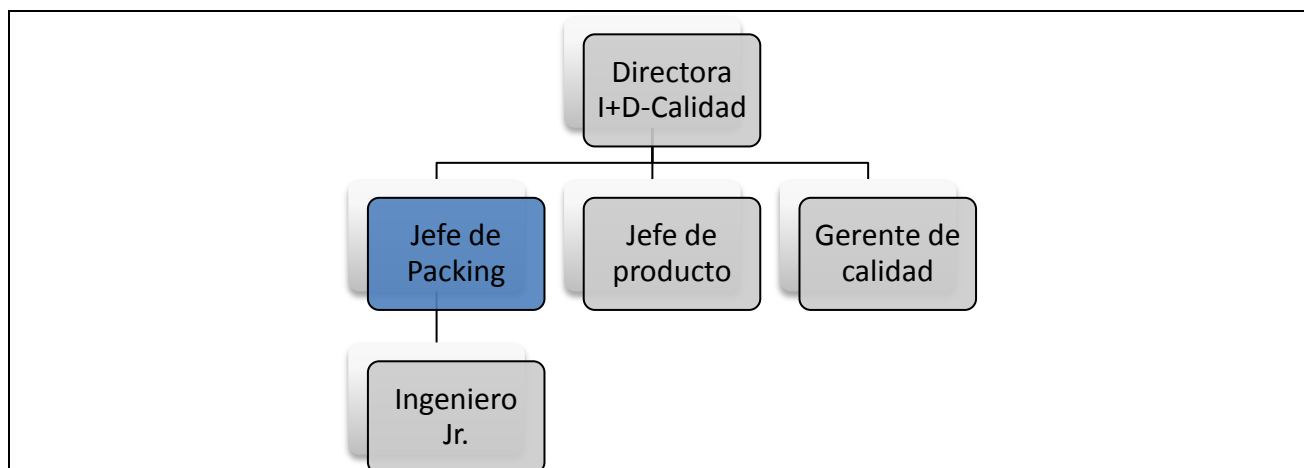 Directora
I+D-Calidad
Jefe de
Packing
Jefe de
producto
Gerente de
calidad
Ingeniero
Jr.